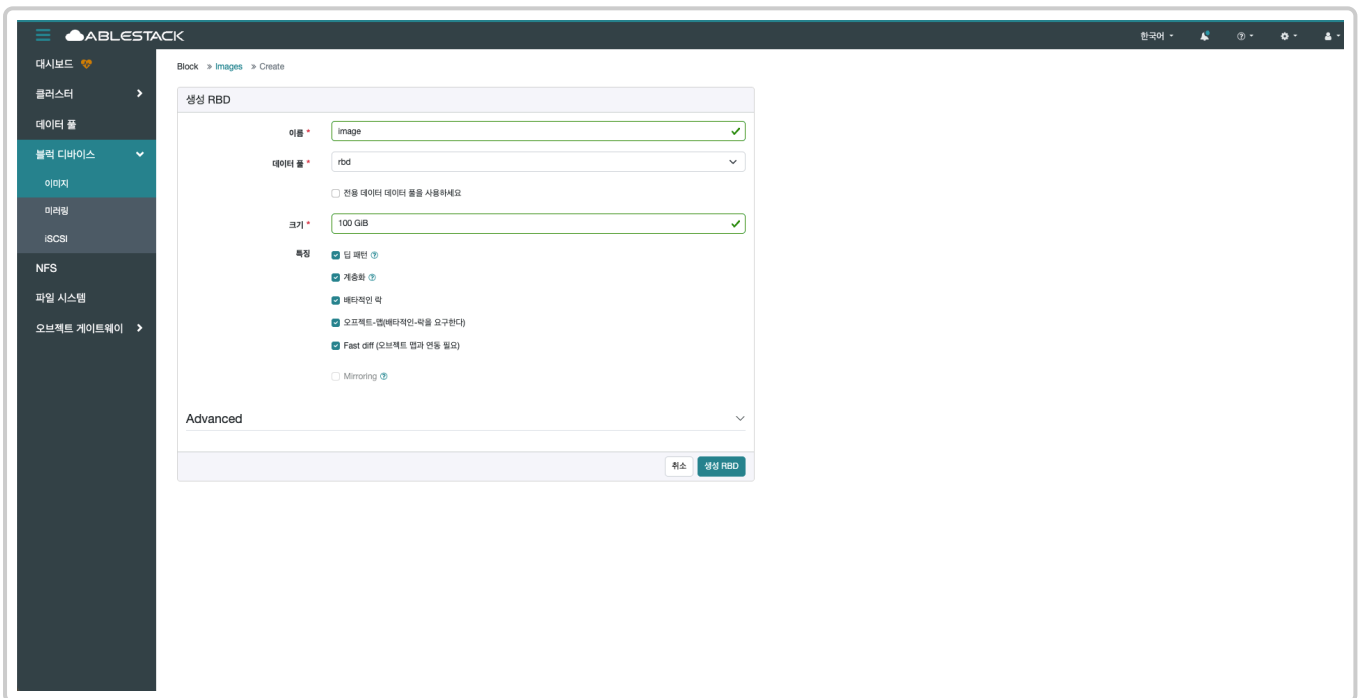 ABLESTACK
한국어
대시보드
클러스터
데이터 풀
블럭 디바이스
이미지
미러링
iSCSI
NFS
파일 시스템
오브젝트 게이트웨이
Block » Images » Create
생성 RBD
이름 * image
데이터 풀 * rbd
전용 데이터 데이터 풀을 사용하세요
크기 * 100 GiB
특징 딥 패턴
계층화
배타적인 락
오프젝트-맵(배타적인-락을 요구한다)
Fast diff (오브젝트 맵과 연동 필요)
Mirroring
Advanced
취소 생성 RBD